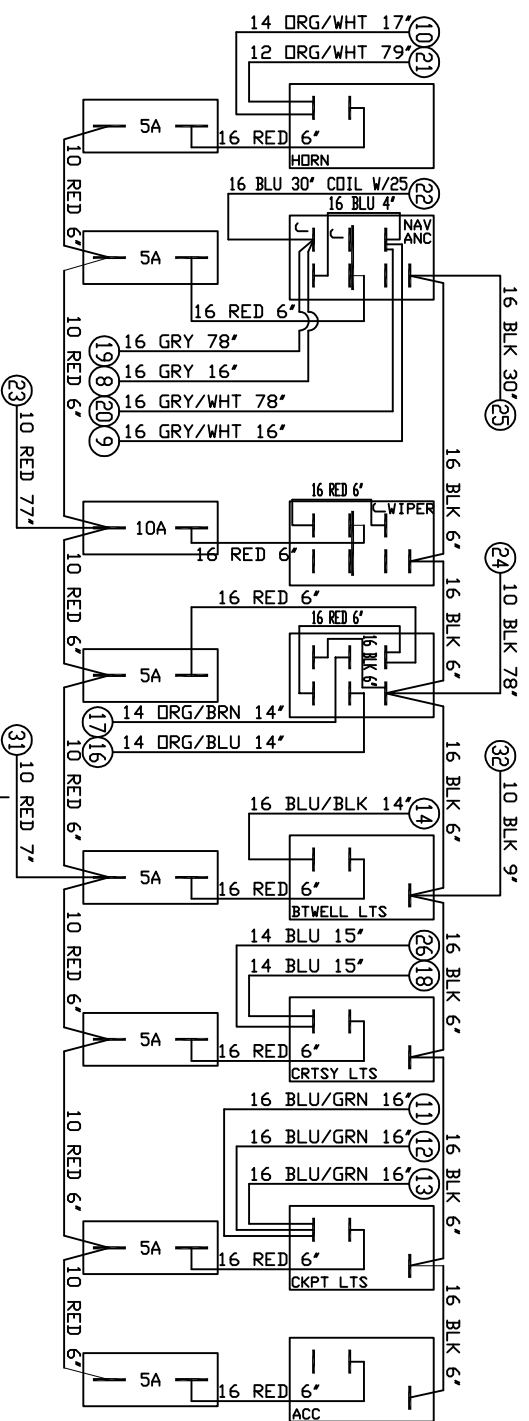 14 ORG/WHT 17" 10
12 ORG/WHT 79" 21
5A
16 RED 6"
HORN
10 RED 6"
16 BLU 30" COIL W/25 22
16 BLU 4"
NAV
ANC
5A
16 RED 6"
16 BLK 30" 25
19 16 GRY 78"
8 16 GRY 16"
20 16 GRY/WHT 78"
9 16 GRY/WHT 16"
10 RED 6"
23 10 RED 77"
16 BLK 6"
16 RED 6"
WIPER
10A
16 RED 6"
24 10 BLK 78"
16 BLK 6"
10 RED 6"
16 RED 6"
16 RED 6"
16 BLK 6"
5A
17 14 ORG/BRN 14"
16 14 ORG/BLU 14"
16 BLK 6"
10 RED 6"
31 10 RED 7"
32 10 BLK 9"
16 BLU/BLK 14" 14
5A
16 RED 6"
BTWELL LTS
10 RED 6"
16 BLK 6"
14 BLU 15" 26
14 BLU 15" 18
5A
16 RED 6"
CRTSY LTS
10 RED 6"
16 BLK 6"
16 BLU/GRN 16" 11
16 BLU/GRN 16" 12
16 BLU/GRN 16" 13
5A
16 RED 6"
CKPT LTS
10 RED 6"
16 BLK 6"
5A
16 RED 6"
ACC